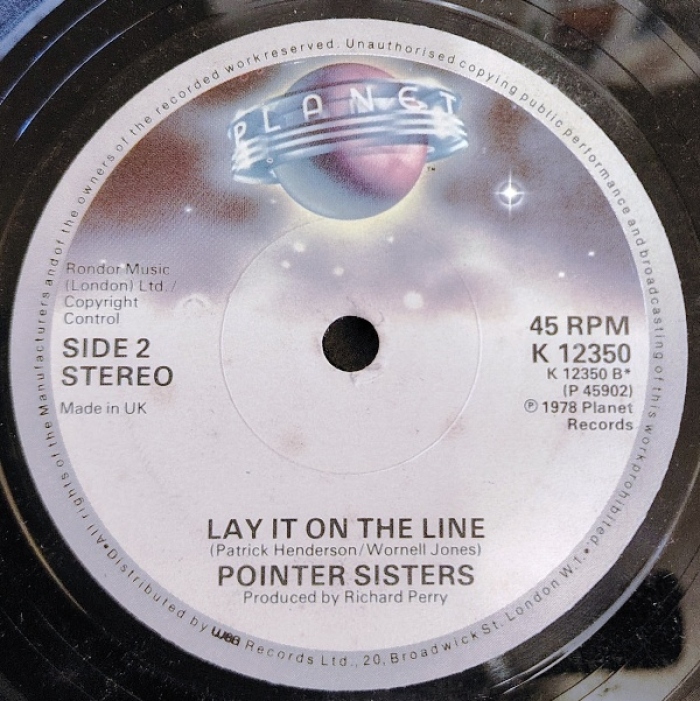 PLANET
™
Rondor Music
(London) Ltd./
Copyright
Control
SIDE 2
STEREO
Made in UK
45 RPM
K 12350
K 12350 B*
(P 45902)
℗ 1978 Planet
Records
LAY IT ON THE LINE
(Patrick Henderson/Wornell Jones)
POINTER SISTERS
Produced by Richard Perry
•All rights of the Manufacturers and of the owners of the recorded work reserved. Unauthorised copying public performance and broadcasting of this work prohibited.•
Distributed by wea Records Ltd., 20, Broadwick St. London W.1.